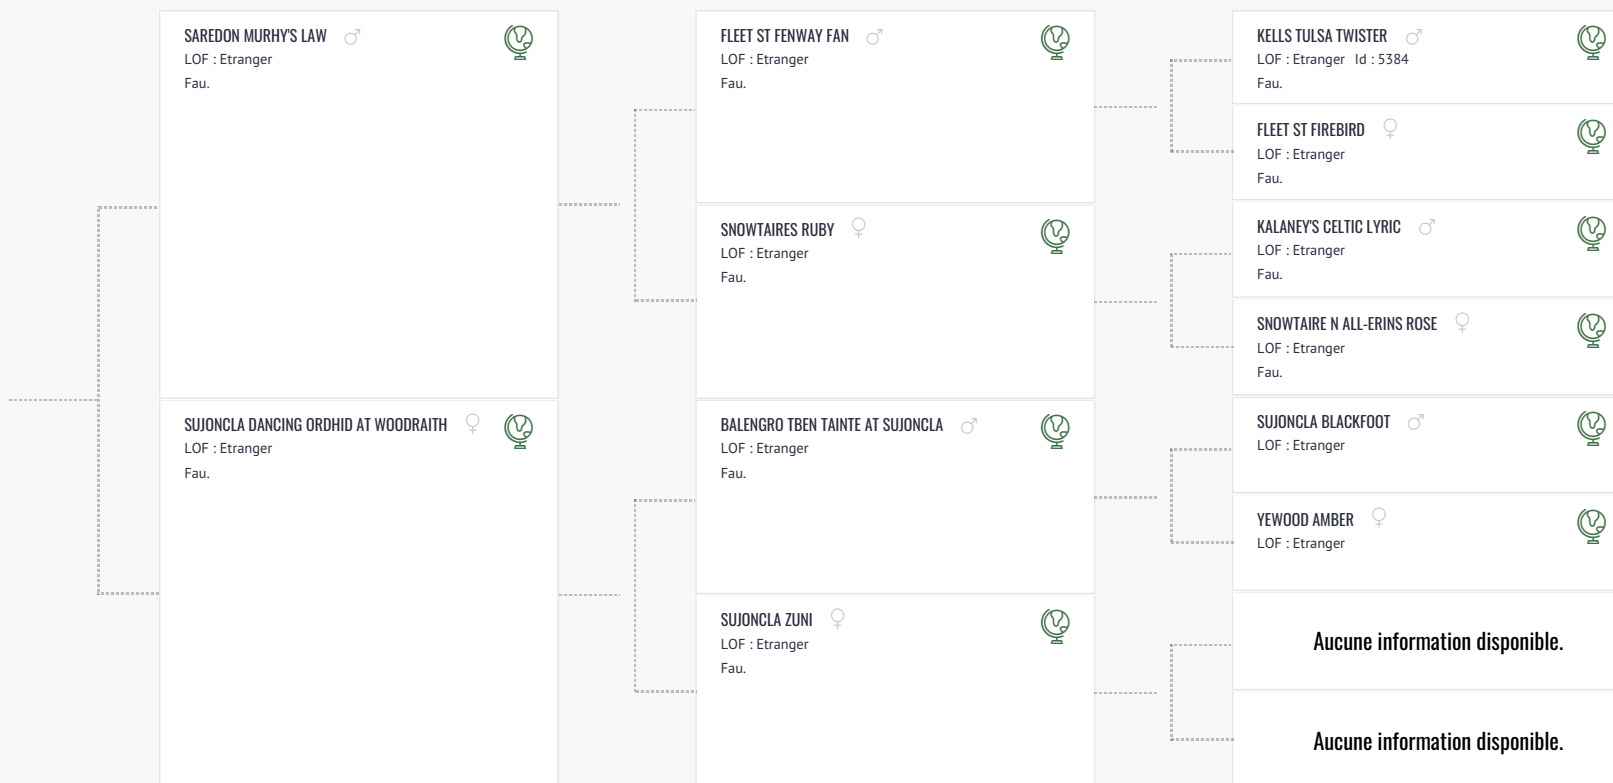 SAREDON MURHY'S LAW
LOF : Etranger
Fau.
SUJONCLA DANCING ORDHID AT WOODRAITH
LOF : Etranger
Fau.
FLEET ST FENWAY FAN
LOF : Etranger
Fau.
SNOWTAIRES RUBY
LOF : Etranger
Fau.
BALENGRO TBEN TAINTE AT SUJONCLA
LOF : Etranger
Fau.
SUJONCLA ZUNI
LOF : Etranger
Fau.
KELLS TULSA TWISTER
LOF : Etranger Id : 5384
Fau.
FLEET ST FIREBIRD
LOF : Etranger
Fau.
KALANEY'S CELTIC LYRIC
LOF : Etranger
Fau.
SNOWTAIRE N ALL-ERINS ROSE
LOF : Etranger
Fau.
SUJONCLA BLACKFOOT
LOF : Etranger
YEWOOD AMBER
LOF : Etranger
Aucune information disponible.
Aucune information disponible.